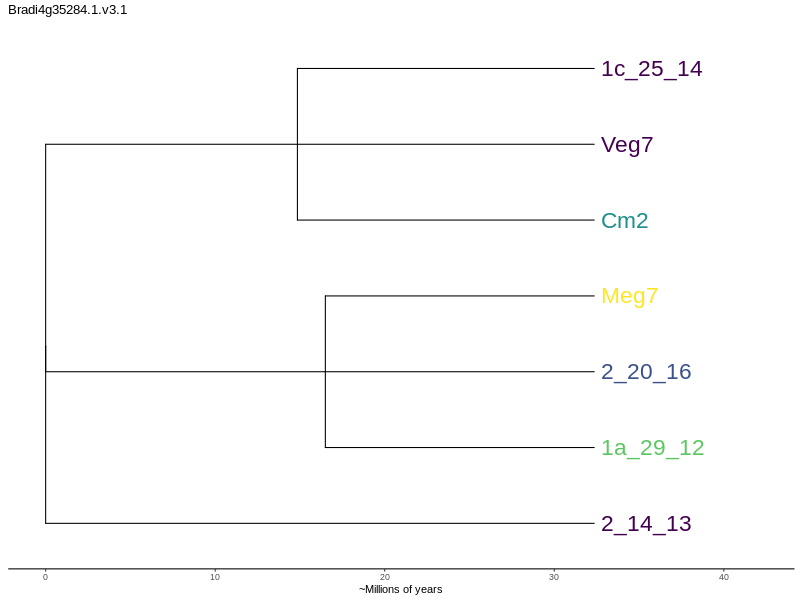 Bradi4g35284.1.v3.1
1c_25_14
Veg7
Cm2
Meg7
2_20_16
1a_29_12
2_14_13
0 10 20 30 40
~Millions of years